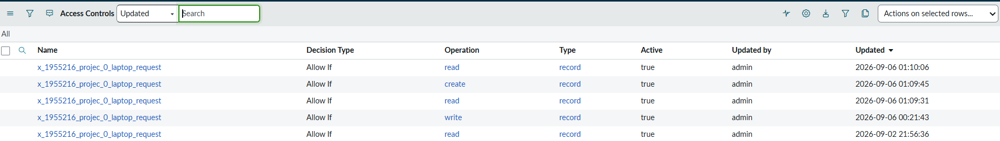 Access Controls Updated Search Actions on selected rows...
All
Name Decision Type Operation Type Active Updated by Updated
x_1955216_projec_0_laptop_request Allow If read record true admin 2026-09-06 01:10:06
x_1955216_projec_0_laptop_request Allow If create record true admin 2026-09-06 01:09:45
x_1955216_projec_0_laptop_request Allow If read record true admin 2026-09-06 01:09:31
x_1955216_projec_0_laptop_request Allow If write record true admin 2026-09-06 00:21:43
x_1955216_projec_0_laptop_request Allow If read record true admin 2026-09-02 21:56:36